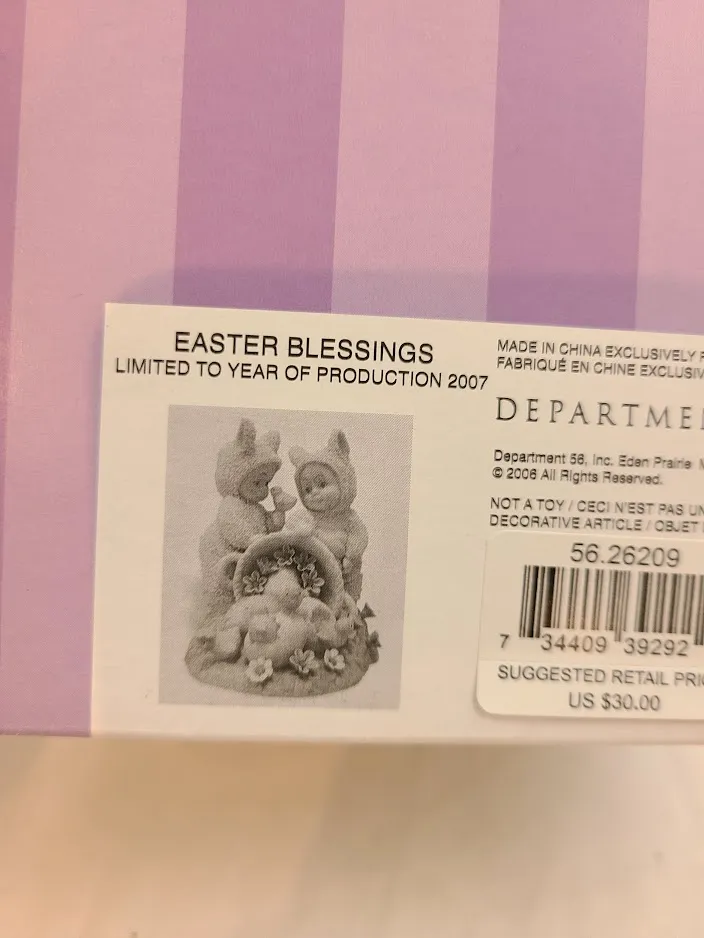 EASTER BLESSINGS
LIMITED TO YEAR OF PRODUCTION 2007
MADE IN CHINA EXCLUSIVELY
FABRIQUÉ EN CHINE
DEPARTME
Department 56, Inc. Eden Prairie
© 2006 All Rights Reserved.
NOT A TOY / CECI N'EST PAS UN
DECORATIVE ARTICLE / OBJET
56.26209
7 34409 39292
SUGGESTED RETAIL
US $30.00